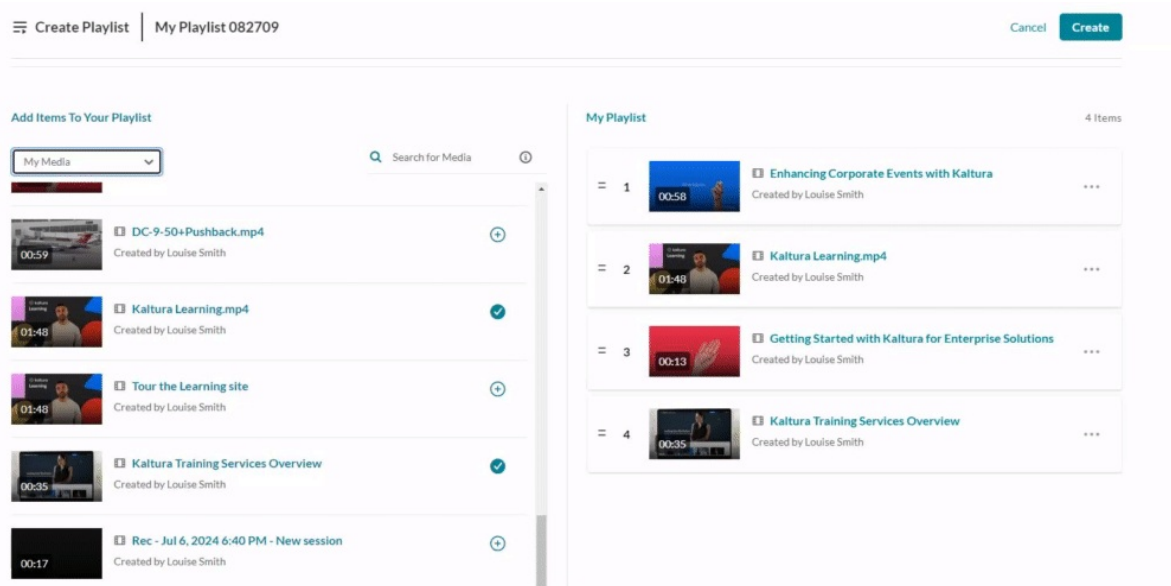 Create Playlist
My Playlist 082709
Cancel
Create
Add Items To Your Playlist
My Media
Search for Media
00:59
DC-9-50+Pushback.mp4
Created by Louise Smith
01:48
Kaltura Learning.mp4
Created by Louise Smith
01:48
Tour the Learning site
Created by Louise Smith
00:35
Kaltura Training Services Overview
Created by Louise Smith
00:17
Rec - Jul 6, 2024 6:40 PM - New session
Created by Louise Smith
My Playlist
4 Items
1
00:58
Enhancing Corporate Events with Kaltura
Created by Louise Smith
2
kaltura
Learning
01:48
Kaltura Learning.mp4
Created by Louise Smith
3
00:13
Getting Started with Kaltura for Enterprise Solutions
Created by Louise Smith
4
00:35
Kaltura Training Services Overview
Created by Louise Smith